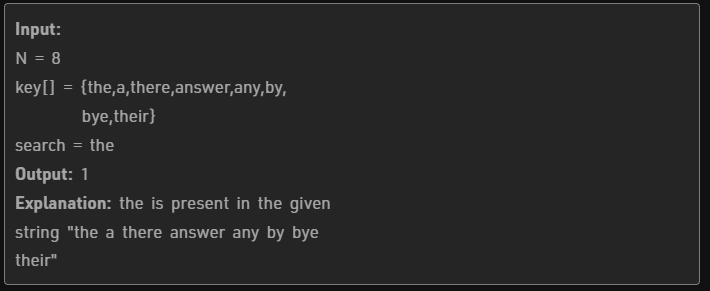 Input:
N = 8
key[] = {the,a,there,answer,any,by,
bye,their}
search = the
Output: 1
Explanation: the is present in the given
string "the a there answer any by bye
their"